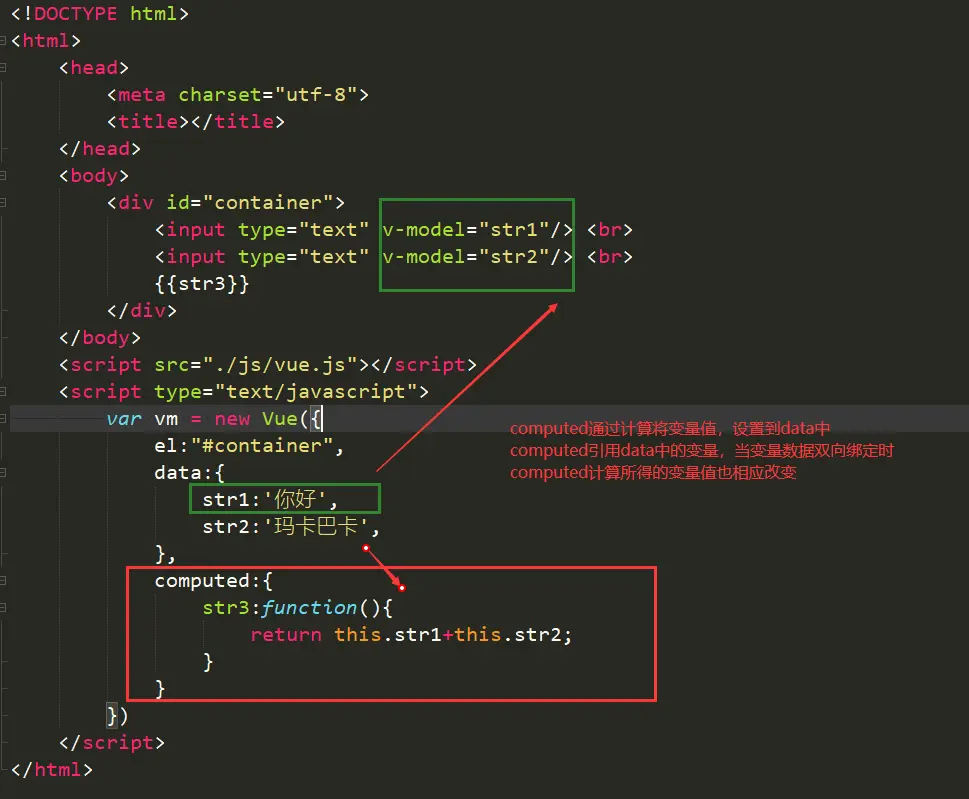 <!DOCTYPE html>
<html>
<head>
<meta charset="utf-8">
<title></title>
</head>
<body>
<div id="container">
<input type="text" v-model="str1"/> <br>
<input type="text" v-model="str2"/> <br>
{{str3}}
</div>
</body>
<script src="./js/vue.js"></script>
<script type="text/javascript">
var vm = new Vue({
el:"#container",
data:{
str1:'你好',
str2:'玛卡巴卡',
},
computed:{
str3:function(){
return this.str1+this.str2;
}
}
})
</script>
</html>
computed通过计算将变量值，设置到data中
computed引用data中的变量，当变量数据双向绑定时
computed计算所得的变量值也相应改变